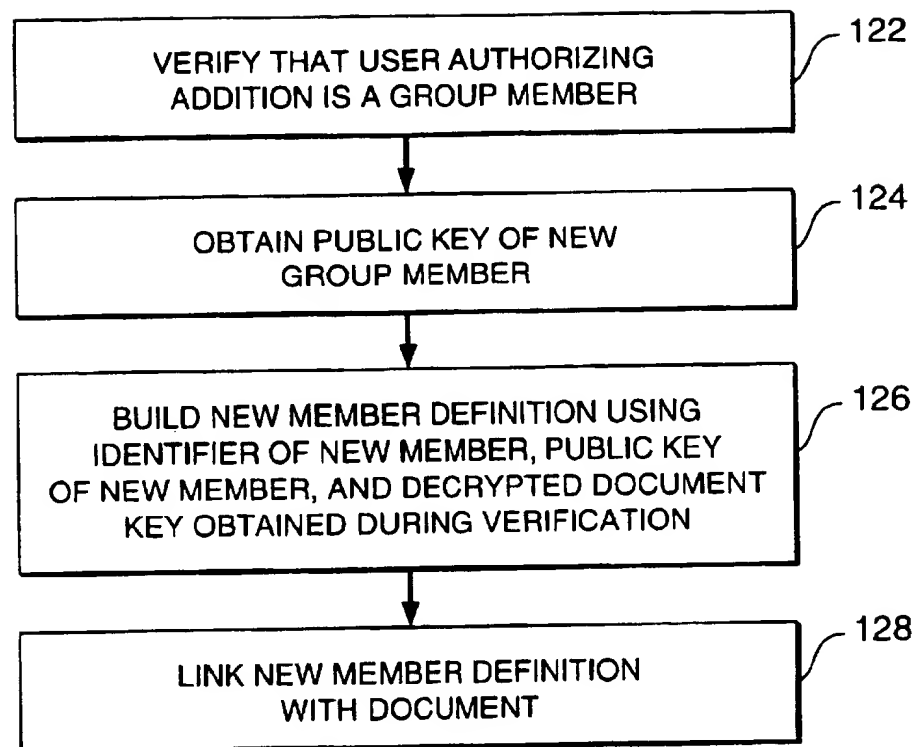 VERIFY THAT USER AUTHORIZING
ADDITION IS A GROUP MEMBER
122
OBTAIN PUBLIC KEY OF NEW
GROUP MEMBER
124
BUILD NEW MEMBER DEFINITION USING
IDENTIFIER OF NEW MEMBER, PUBLIC KEY
OF NEW MEMBER, AND DECRYPTED DOCUMENT
KEY OBTAINED DURING VERIFICATION
126
LINK NEW MEMBER DEFINITION
WITH DOCUMENT
128